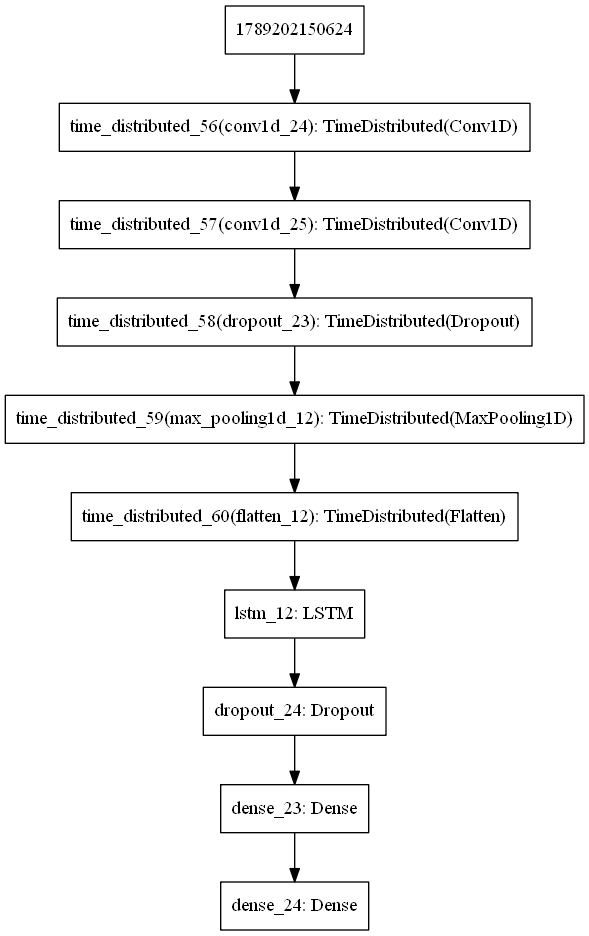 1789202150624
time_distributed_56(conv1d_24): TimeDistributed(Conv1D)
time_distributed_57(conv1d_25): TimeDistributed(Conv1D)
time_distributed_58(dropout_23): TimeDistributed(Dropout)
time_distributed_59(max_pooling1d_12): TimeDistributed(MaxPooling1D)
time_distributed_60(flatten_12): TimeDistributed(Flatten)
lstm_12: LSTM
dropout_24: Dropout
dense_23: Dense
dense_24: Dense